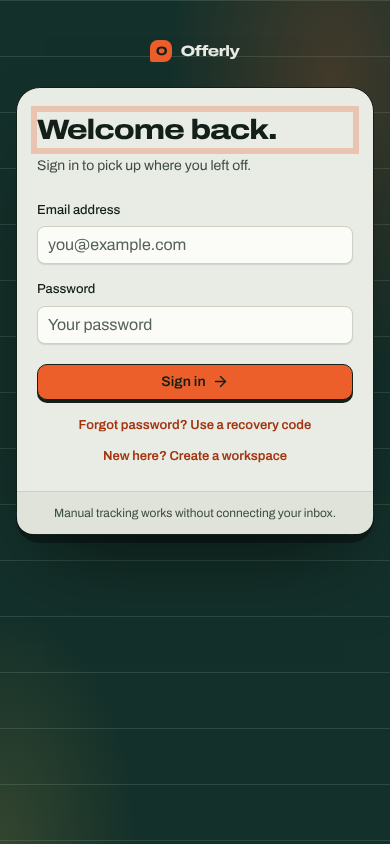 O Offerly
Welcome back.
Sign in to pick up where you left off.
Email address
you@example.com
Password
Your password
Sign in →
Forgot password? Use a recovery code
New here? Create a workspace
Manual tracking works without connecting your inbox.